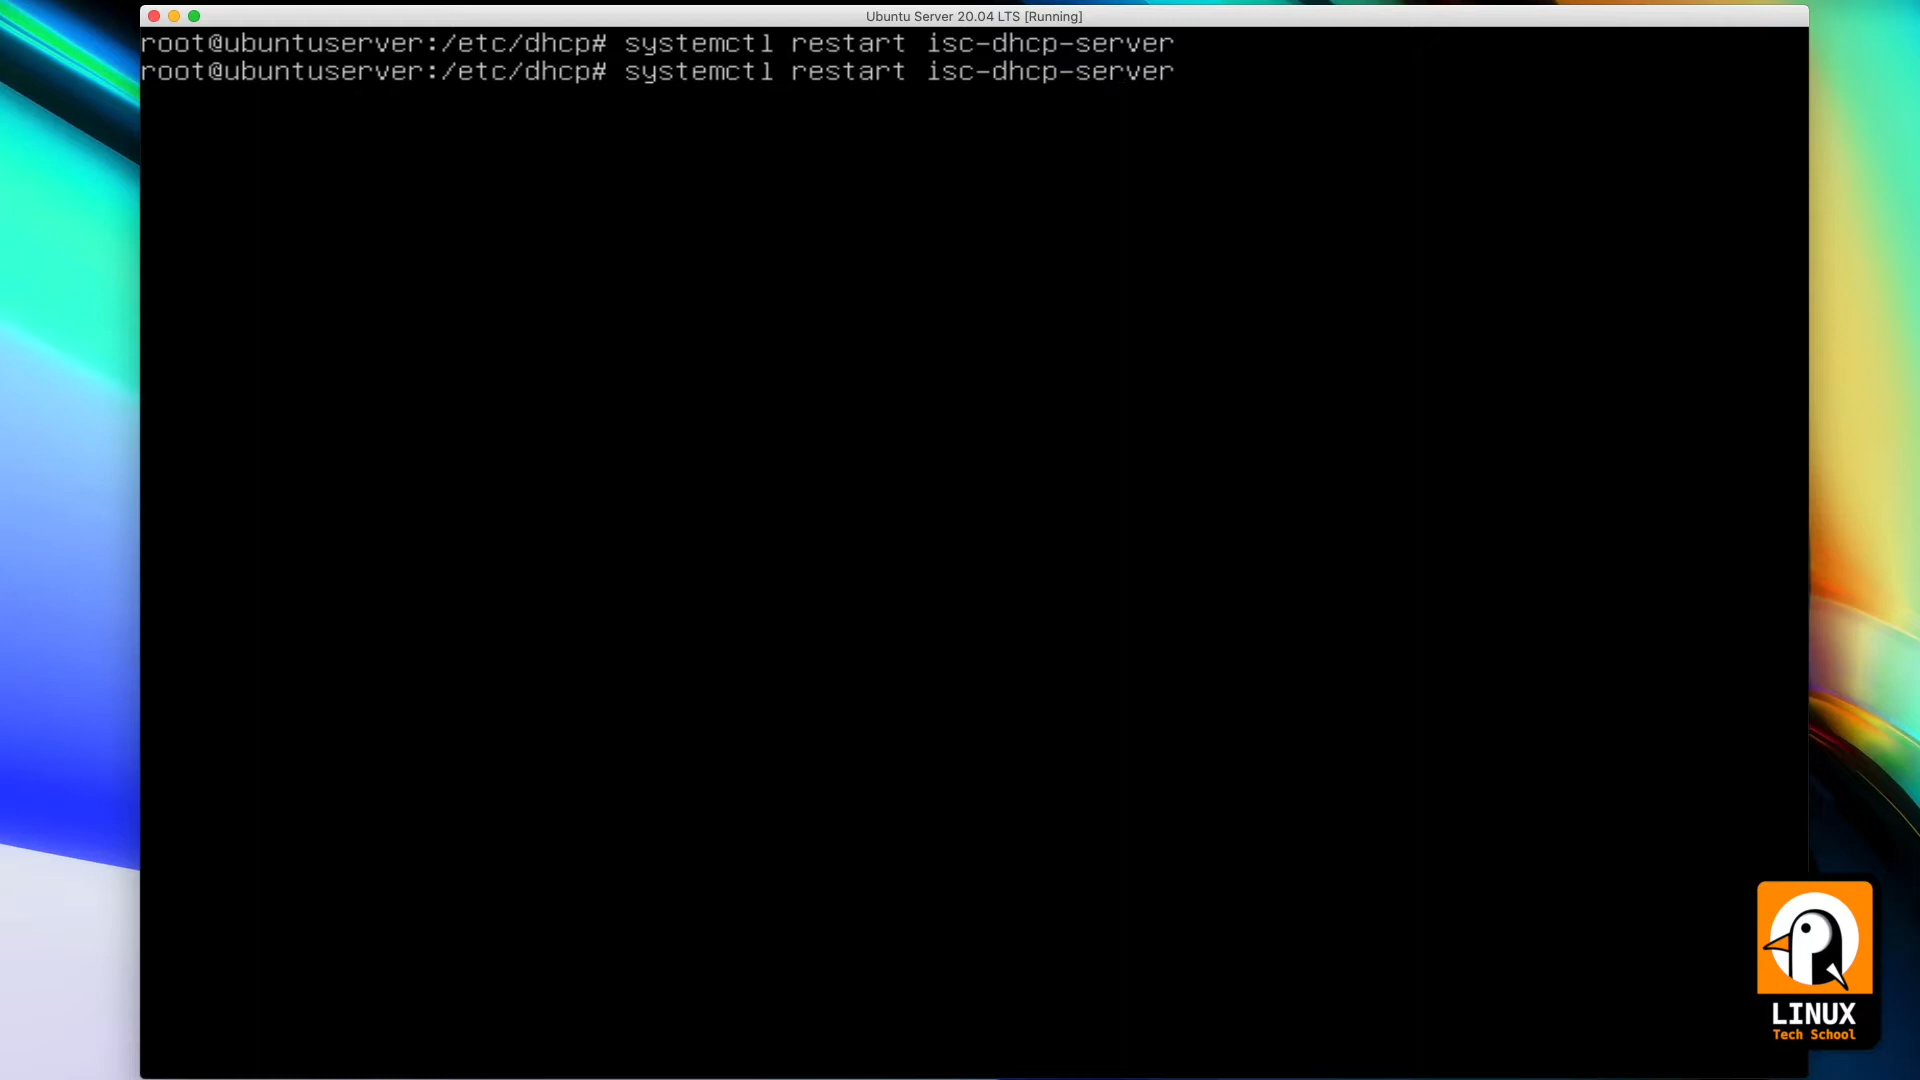 Ubuntu Server 20.04 LTS [Running]
root@ubuntuserver:/etc/dhcp# systemctl restart isc-dhcp-server
root@ubuntuserver:/etc/dhcp# systemctl restart isc-dhcp-server
LINUX
Tech School